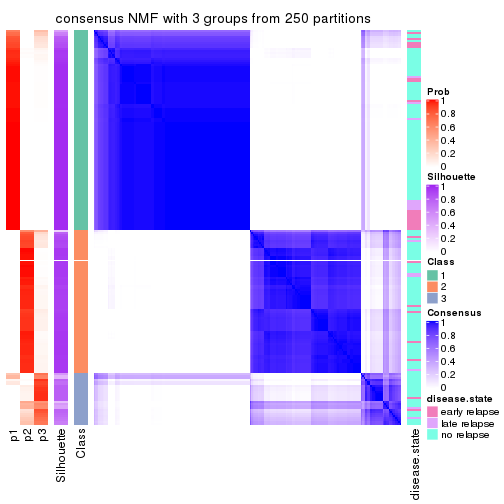 consensus NMF with 3 groups from 250 partitions
Prob
1
0.8
0.6
0.4
0.2
0
Silhouette
1
0.8
0.6
0.4
0.2
0
Class
1
2
3
Consensus
1
0.8
0.6
0.4
0.2
0
disease.state
early relapse
late relapse
no relapse
p1
p2
p3
Silhouette
Class
disease.state